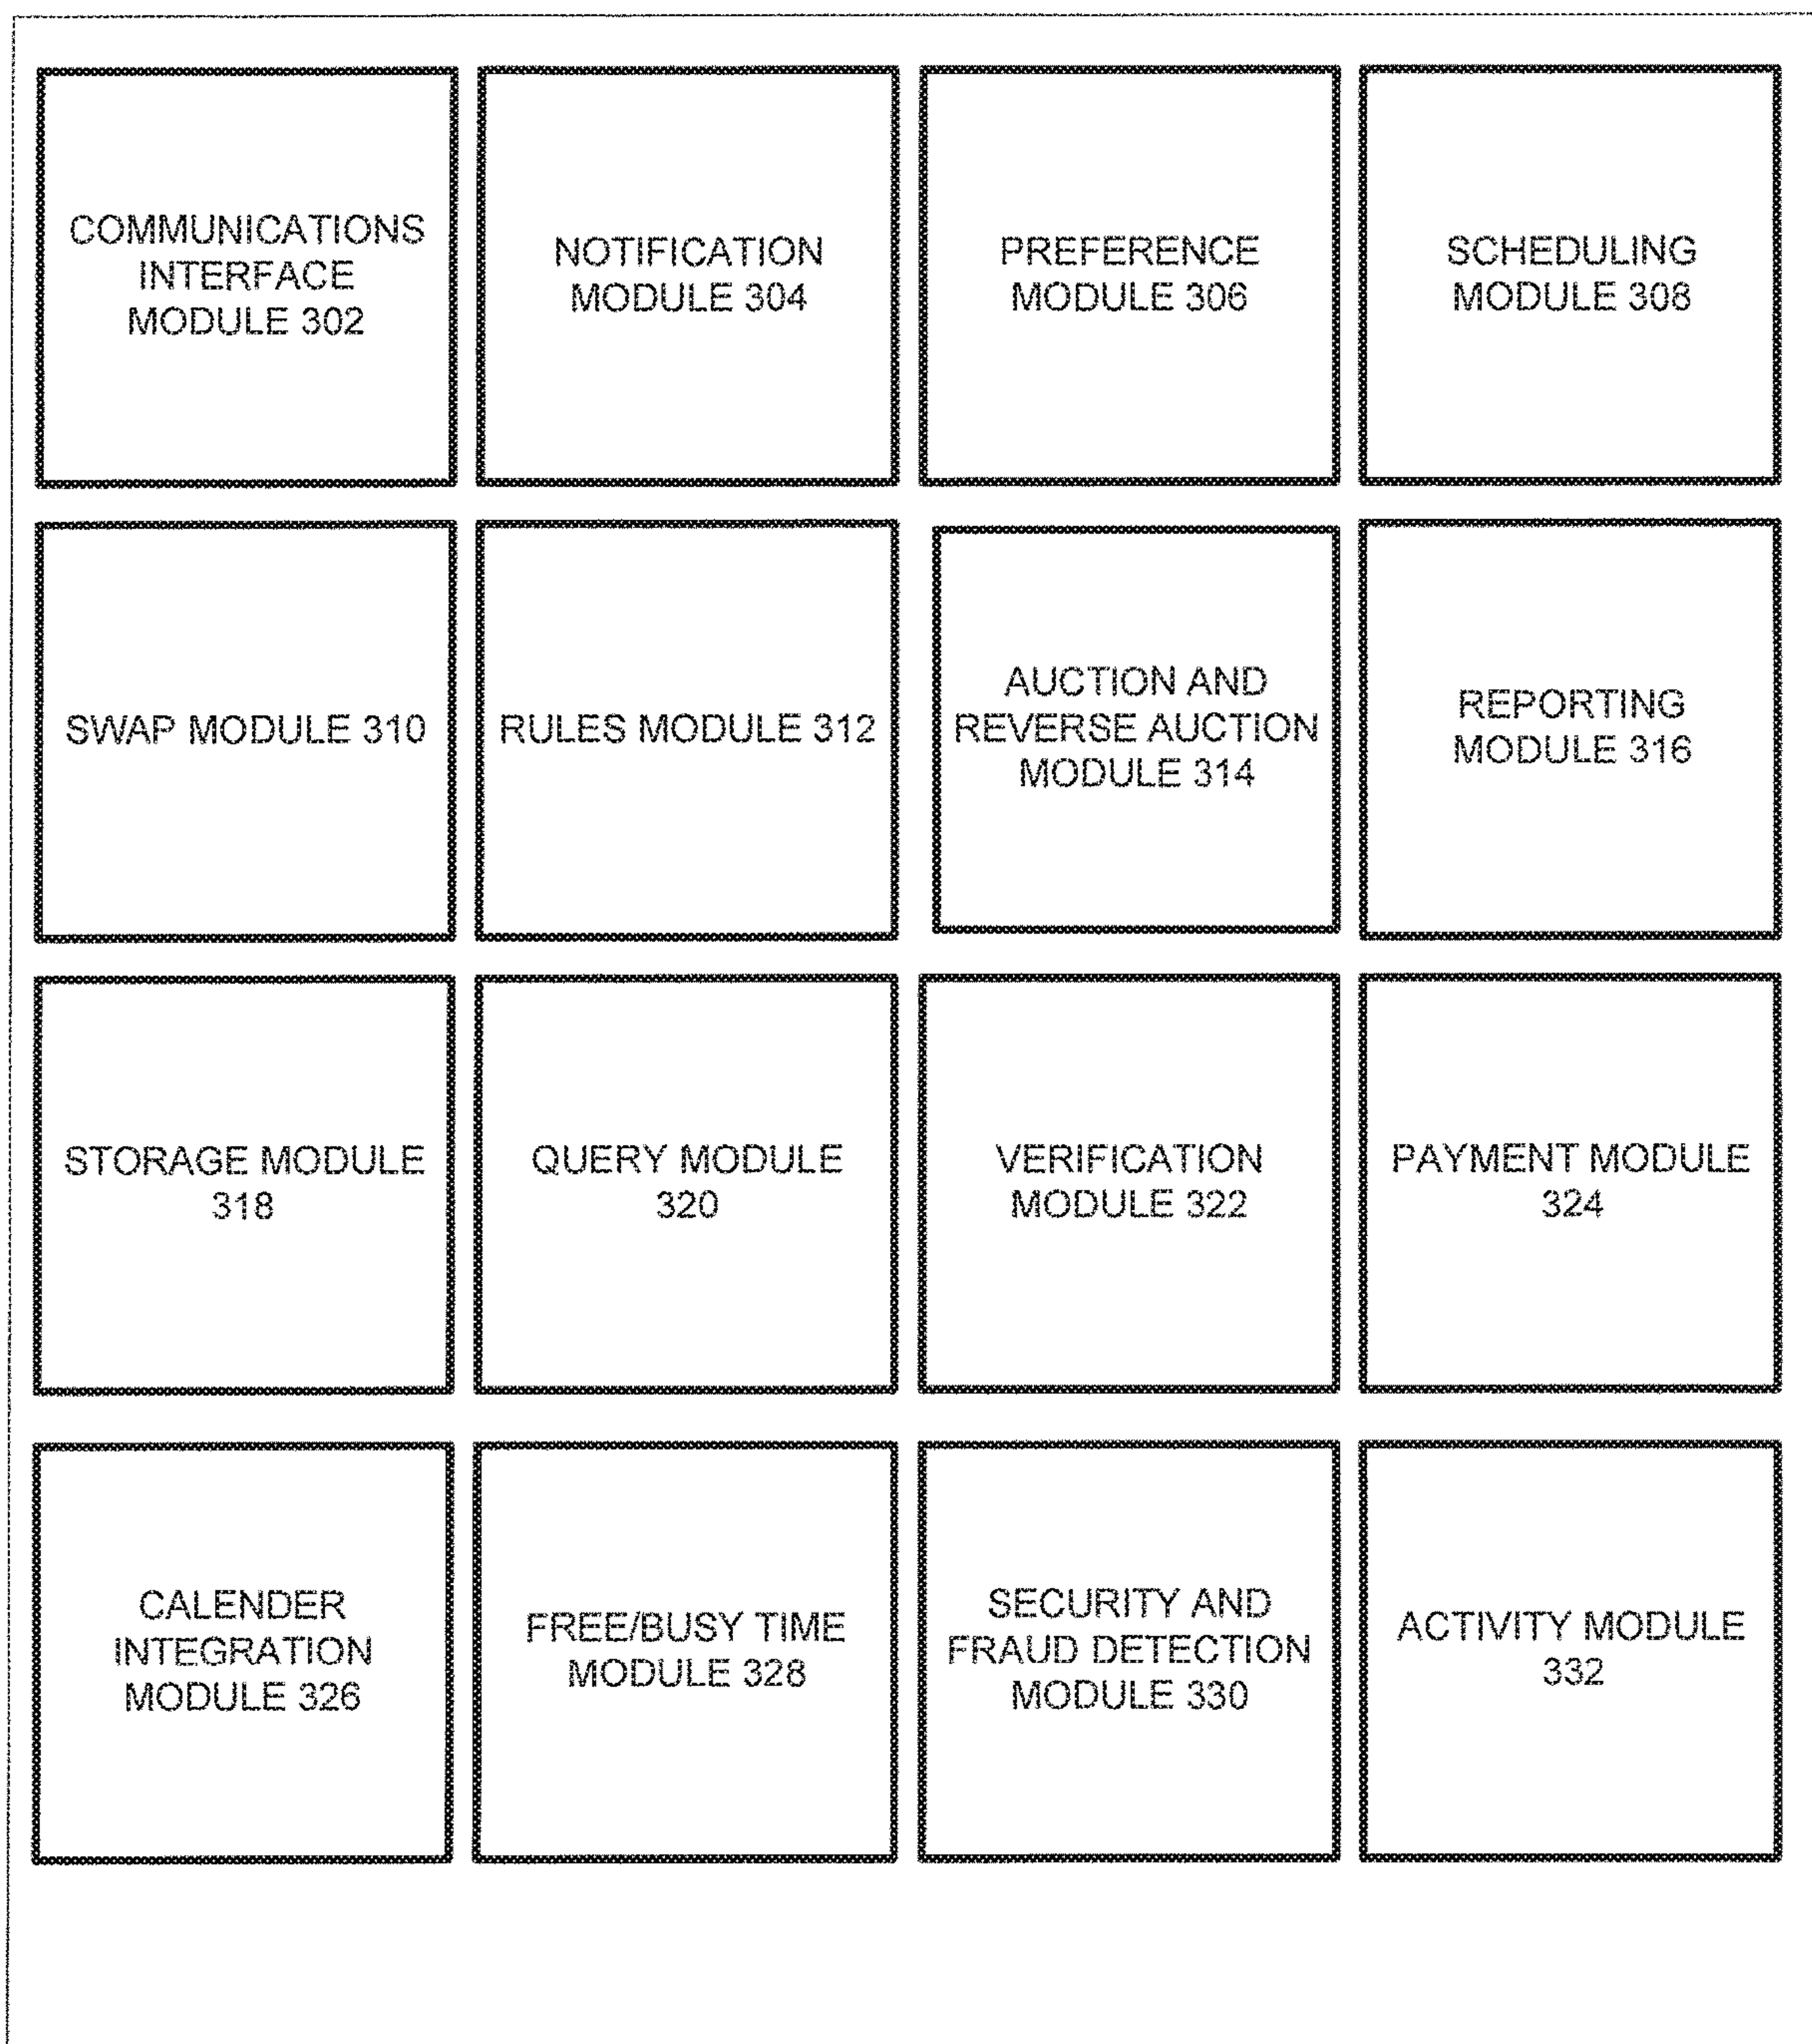 COMMUNICATIONS
INTERFACE
MODULE 302
NOTIFICATION
MODULE 304
PREFERENCE
MODULE 306
SCHEDULING
MODULE 308
SWAP MODULE 310
RULES MODULE 312
AUCTION AND
REVERSE AUCTION
MODULE 314
REPORTING
MODULE 316
STORAGE MODULE
318
QUERY MODULE
320
VERIFICATION
MODULE 322
PAYMENT MODULE
324
CALENDER
INTEGRATION
MODULE 326
FREE/BUSY TIME
MODULE 328
SECURITY AND
FRAUD DETECTION
MODULE 330
ACTIVITY MODULE
332